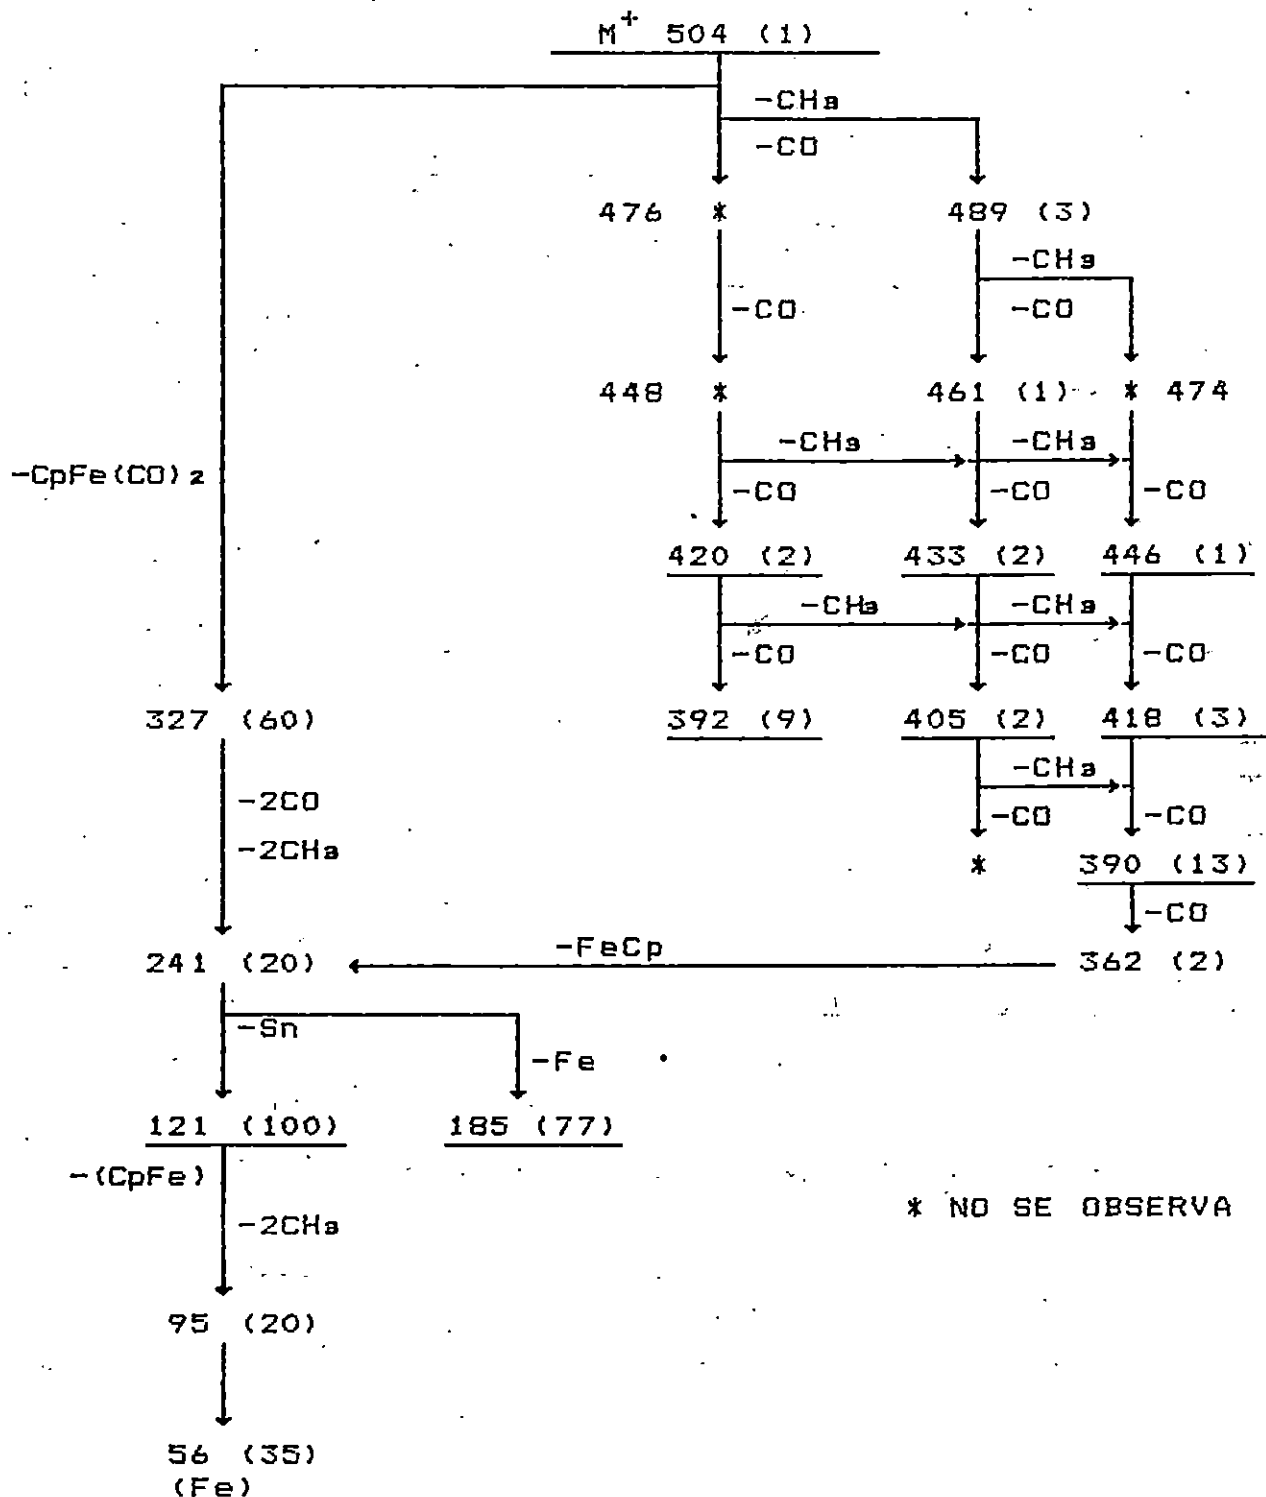 M+ 504 (1)
-CH3
-CO
476 * 489 (3)
-CH3
-CO -CO
448 * 461 (1) * 474
-CH3 -CH3
-CpFe(CO)2
-CO -CO -CO
420 (2) 433 (2) 446 (1)
-CH3 -CH3
-CO -CO -CO
327 (60) 392 (9) 405 (2) 418 (3)
-CH3
-2CO
-CO -CO
-2CH3
* 390 (13)
-CO
-FeCp
241 (20) 362 (2)
-Sn
-Fe
121 (100) 185 (77)
-(CpFe)
* NO SE OBSERVA
-2CH3
95 (20)
56 (35)
(Fe)